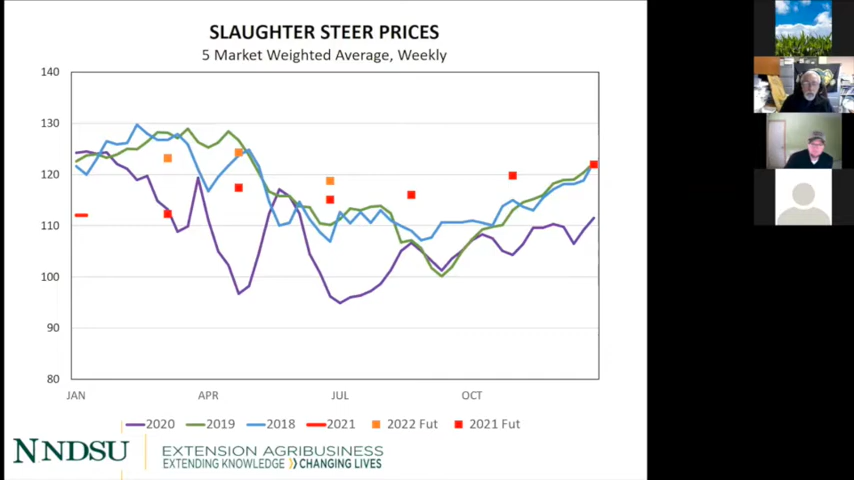 SLAUGHTER STEER PRICES
5 Market Weighted Average, Weekly
140
130
120
110
100
90
80
JAN APR JUL OCT
2020 2019 2018 2021 2022 Fut 2021 Fut
NDSU
EXTENSION AGRIBUSINESS
EXTENDING KNOWLEDGE CHANGING LIVES